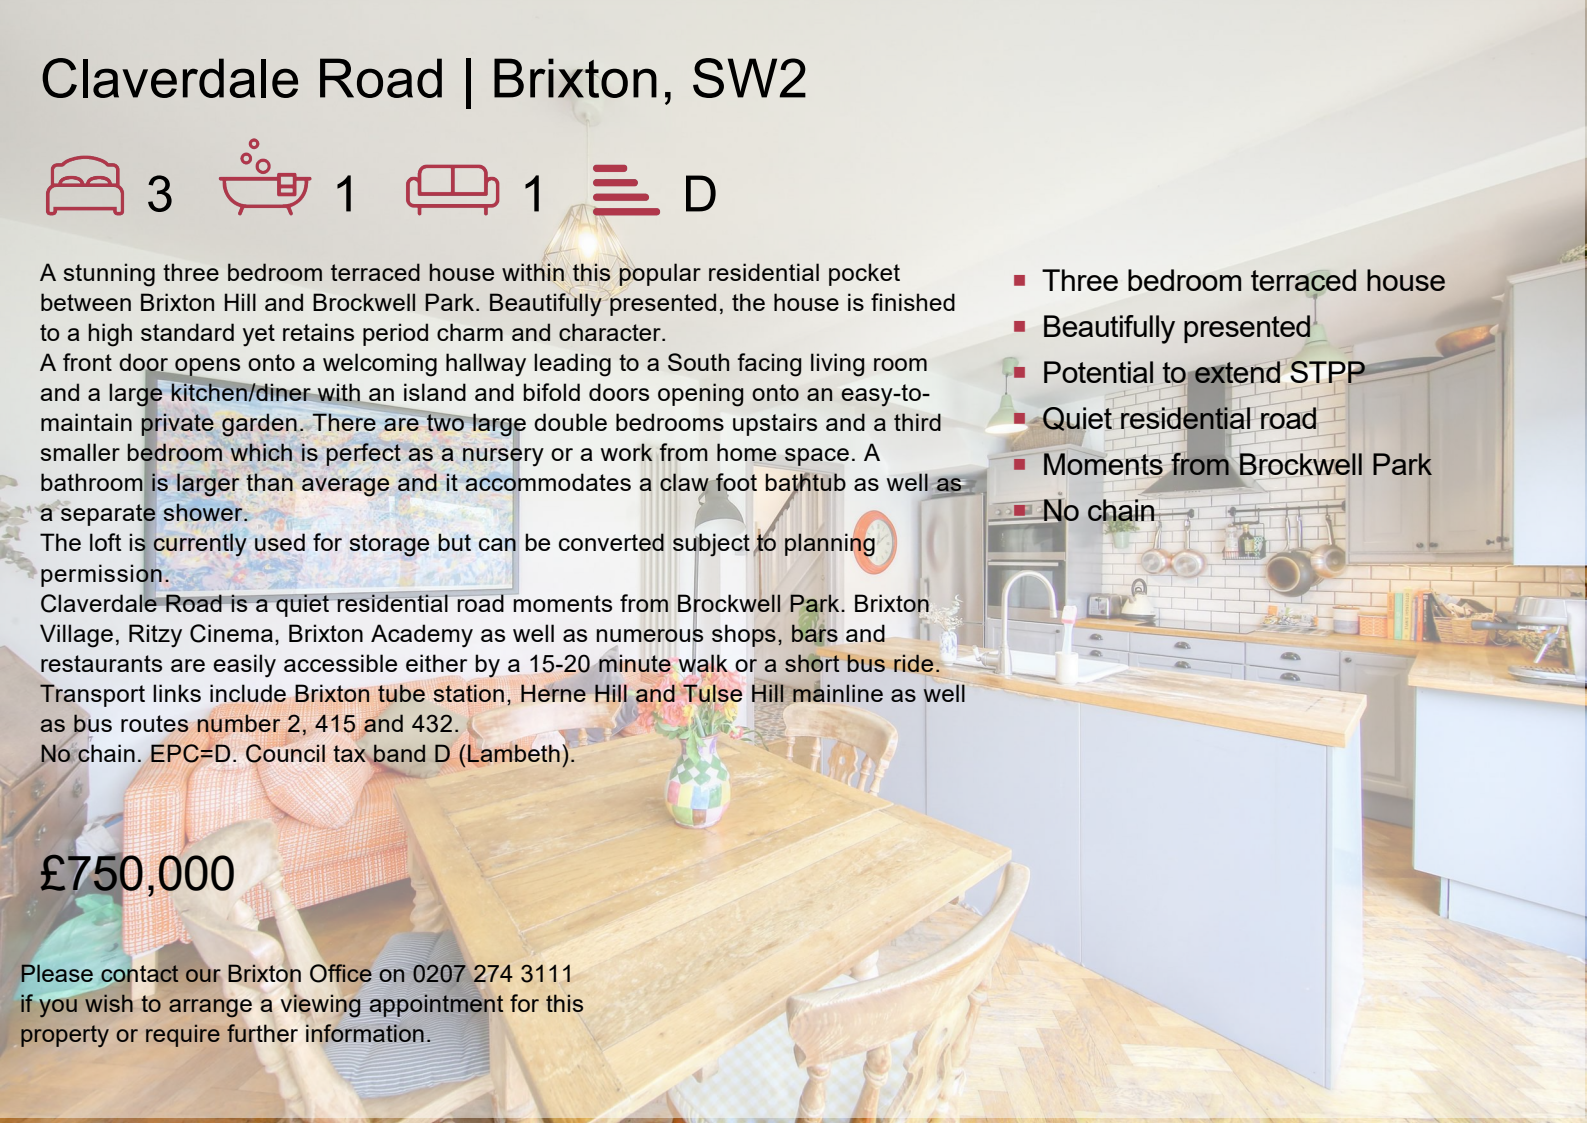 Claverdale Road | Brixton, SW2
3 1 1 D
A stunning three bedroom terraced house within this popular residential pocket
between Brixton Hill and Brockwell Park. Beautifully presented, the house is finished
to a high standard yet retains period charm and character.
A front door opens onto a welcoming hallway leading to a South facing living room
and a large kitchen/diner with an island and bifold doors opening onto an easy-to-
maintain private garden. There are two large double bedrooms upstairs and a third
smaller bedroom which is perfect as a nursery or a work from home space. A
bathroom is larger than average and it accommodates a claw foot bathtub as well as
a separate shower.
The loft is currently used for storage but can be converted subject to planning
permission.
Claverdale Road is a quiet residential road moments from Brockwell Park. Brixton
Village, Ritzy Cinema, Brixton Academy as well as numerous shops, bars and
restaurants are easily accessible either by a 15-20 minute walk or a short bus ride.
Transport links include Brixton tube station, Herne Hill and Tulse Hill mainline as well
as bus routes number 2, 415 and 432.
No chain. EPC=D. Council tax band D (Lambeth).
Three bedroom terraced house
Beautifully presented
Potential to extend STPP
Quiet residential road
Moments from Brockwell Park
No chain
£750,000
Please contact our Brixton Office on 0207 274 3111
if you wish to arrange a viewing appointment for this
property or require further information.